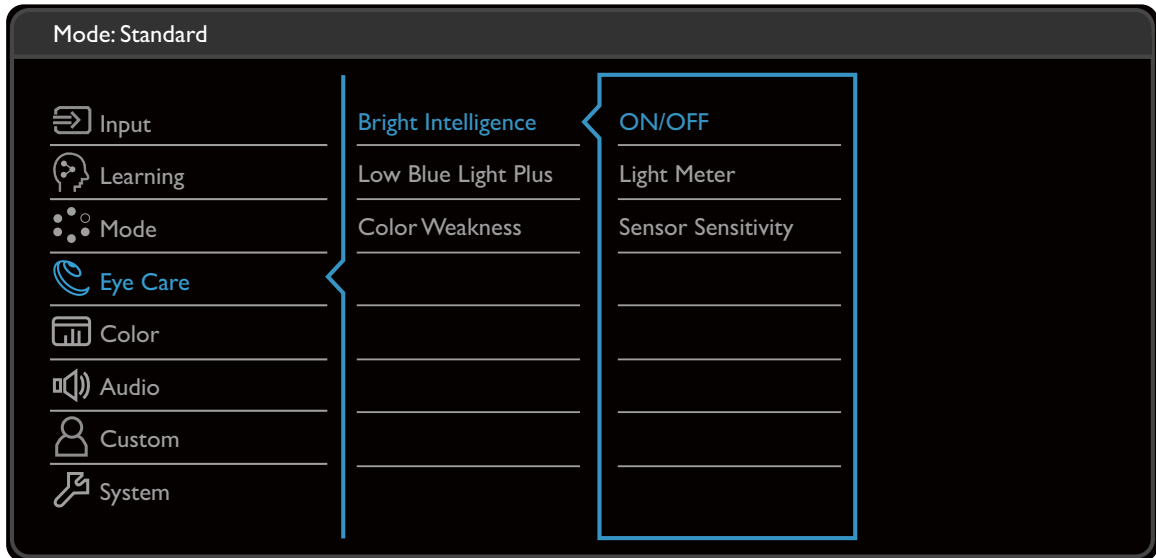 Mode: Standard
Input
Learning
Mode
Eye Care
Color
Audio
Custom
System
Bright Intelligence
Low Blue Light Plus
Color Weakness
ON/OFF
Light Meter
Sensor Sensitivity